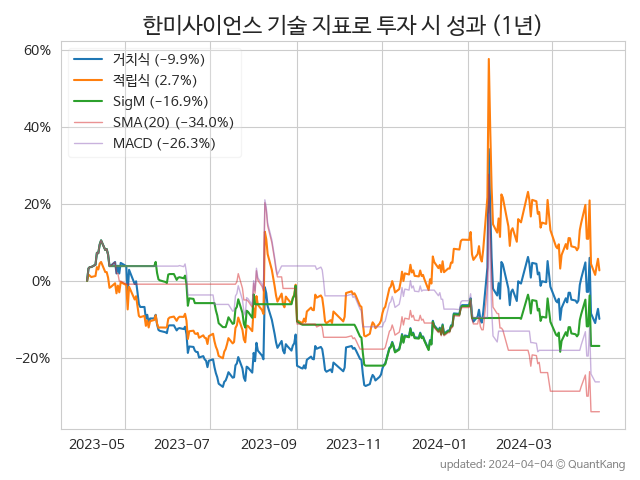 한미사이언스 기술 지표로 투자 시 성과 (1년)
60%
40%
20%
0%
−20%
거치식 (−9.9%)
적립식 (2.7%)
SigM (−16.9%)
SMA(20) (−34.0%)
MACD (−26.3%)
2023-05 2023-07 2023-09 2023-11 2024-01 2024-03
updated: 2024-04-04 © QuantKang